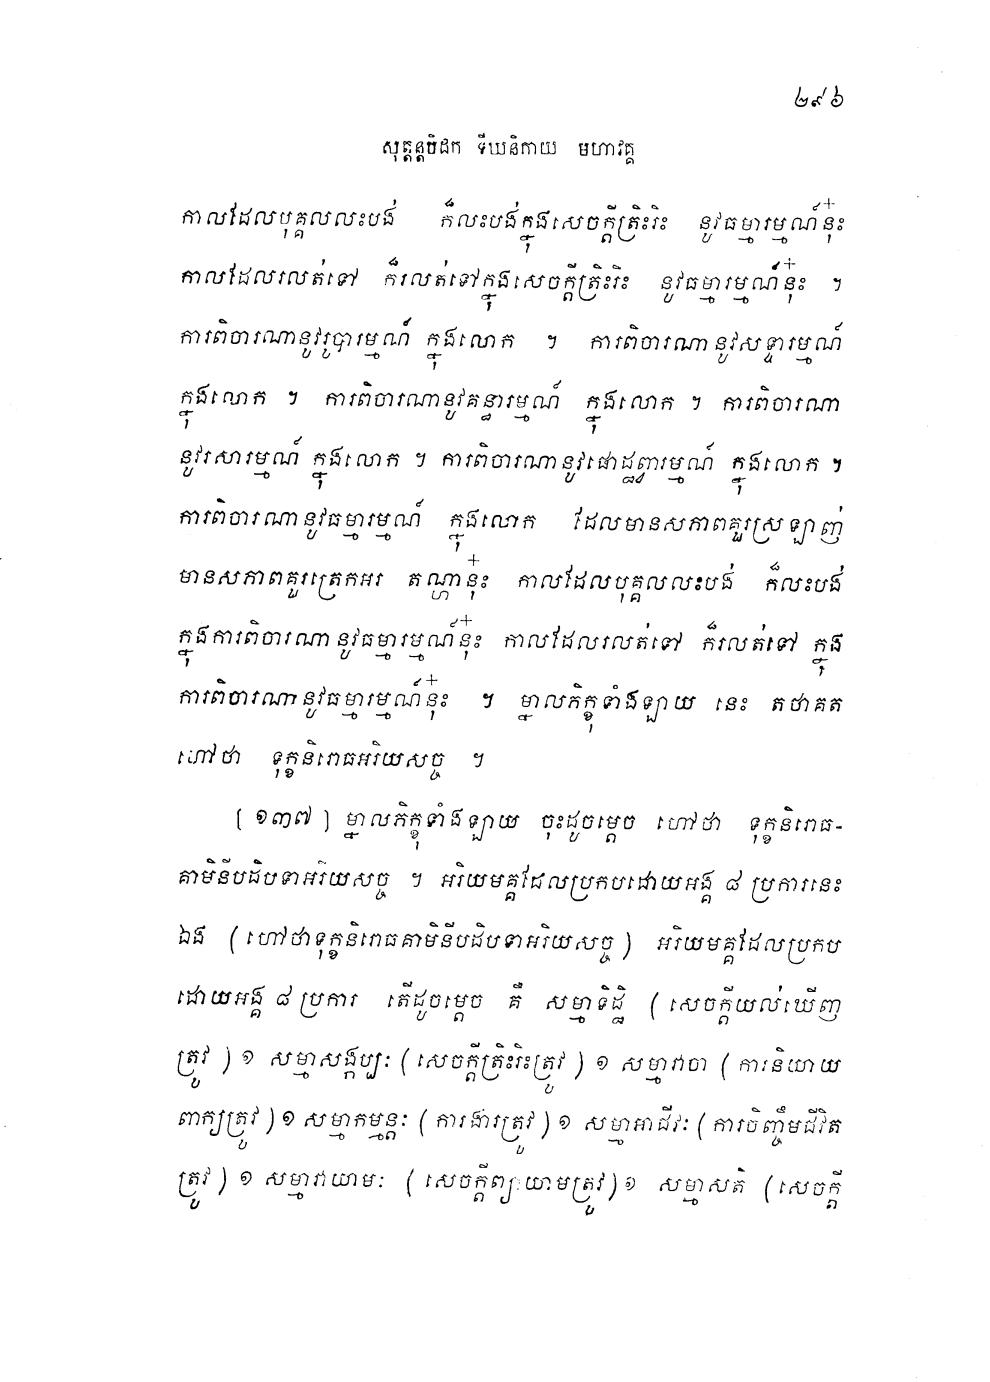 ២៩៦
សុត្តន្តបិដក ទីឃនិកាយ មហាវគ្គ
កាលដែលបុគ្គលលះបង់ ក៏លះបង់ក្នុងសេចក្តីត្រិះរិះ នូវធម្មារម្មណ៍នុ៎ះ
កាលដែលរលត់ទៅ ក៏រលត់ទៅក្នុងសេចក្តីត្រិះរិះ នូវធម្មារម្មណ៍នុ៎ះ ។
ការពិចារណានូវរូបារម្មណ៍ ក្នុងលោក ។ ការពិចារណានូវសទ្ទារម្មណ៍
ក្នុងលោក ។ ការពិចារណានូវគន្ធារម្មណ៍ ក្នុងលោក ។ ការពិចារណា
នូវរសារម្មណ៍ ក្នុងលោក ។ ការពិចារណានូវផោដ្ឋព្វារម្មណ៍ ក្នុងលោក ។
ការពិចារណានូវធម្មារម្មណ៍ ក្នុងលោក ដែលមានសភាពគួរស្រឡាញ់
មានសភាពគួរត្រេកអរ តណ្ហានុ៎ះ កាលដែលបុគ្គលលះបង់ ក៏លះបង់
ក្នុងការពិចារណានូវធម្មារម្មណ៍នុ៎ះ កាលដែលរលត់ទៅ ក៏រលត់ទៅ ក្នុង
ការពិចារណានូវធម្មារម្មណ៍នុ៎ះ ។ ម្នាលភិក្ខុទាំងឡាយ នេះ តថាគត
ហៅថា ទុក្ខនិរោធអរិយសច្ច ។
[ ១៣៧ ] ម្នាលភិក្ខុទាំងឡាយ ចុះដូចម្តេច ហៅថា ទុក្ខនិរោធ-
គាមិនីបដិបទាអរិយសច្ច ។ អរិយមគ្គដែលប្រកបដោយអង្គ ៨ ប្រការនេះ
ឯង ( ហៅថាទុក្ខនិរោធគាមិនីបដិបទាអរិយសច្ច ) អរិយមគ្គដែលប្រកប
ដោយអង្គ ៨ ប្រការ តើដូចម្តេច គឺ សម្មាទិដ្ឋិ ( សេចក្តីយល់ឃើញ
ត្រូវ ) ១ សម្មាសង្កប្បៈ ( សេចក្តីត្រិះរិះត្រូវ ) ១ សម្មាវាចា ( ការនិយាយ
ពាក្យត្រូវ ) ១ សម្មាកម្មន្តៈ ( ការងារត្រូវ ) ១ សម្មាអាជីវៈ ( ការចិញ្ចឹមជីវិត
ត្រូវ ) ១ សម្មាវាយាមៈ ( សេចក្តីព្យាយាមត្រូវ ) ១ សម្មាសតិ ( សេចក្តី